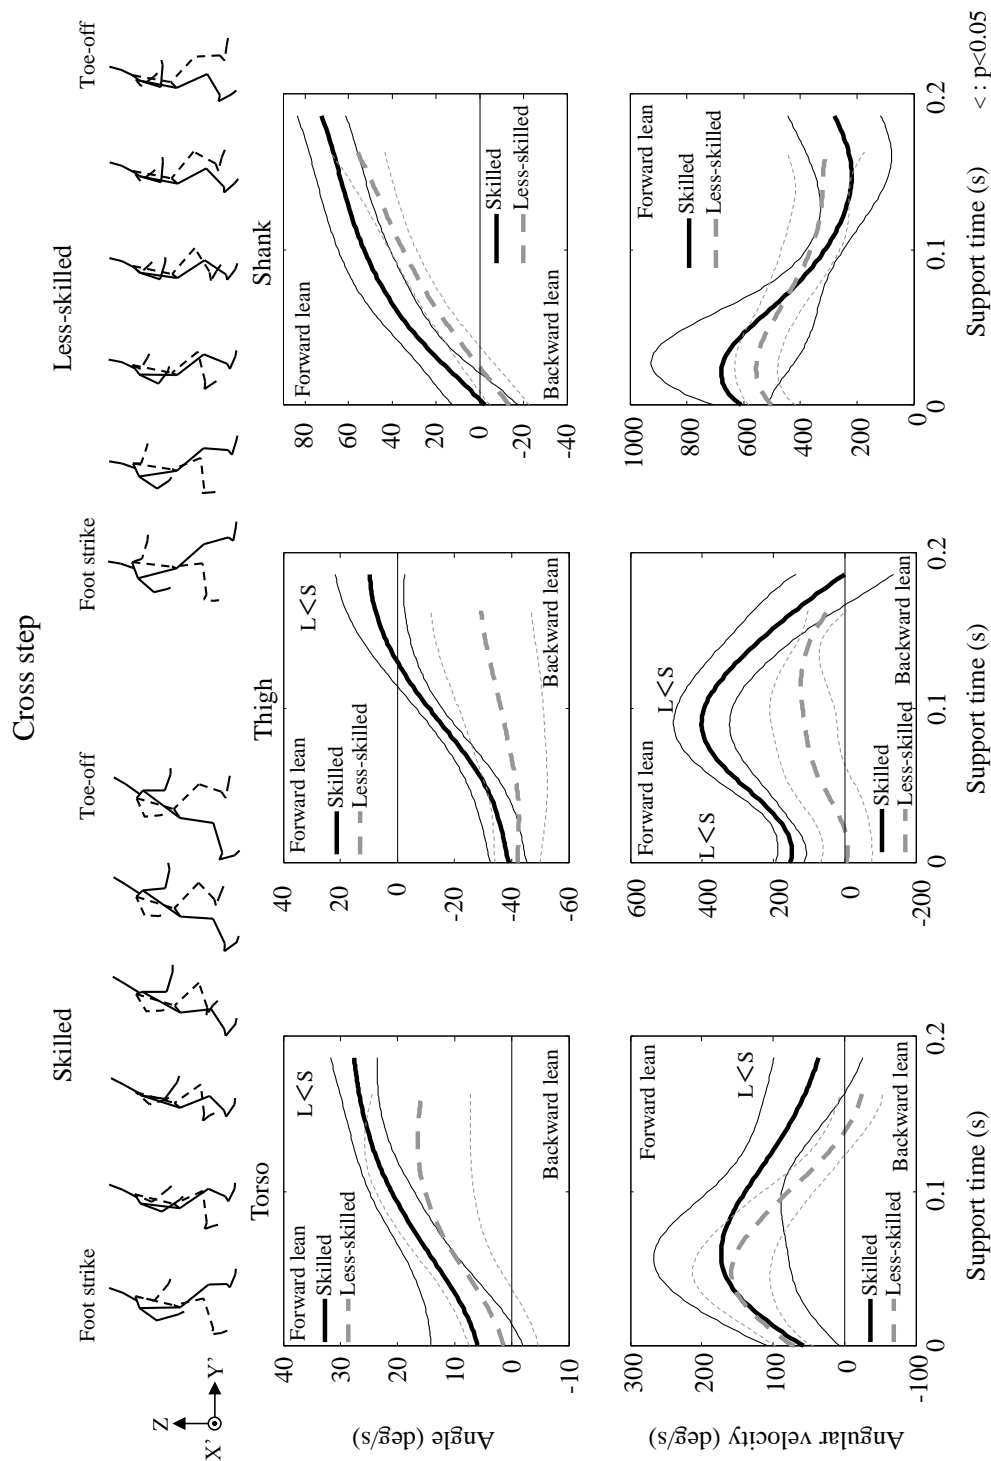 Cross step
Skilled
Less-skilled
Foot strike
Toe-off
Foot strike
Toe-off
Z
X'
Y'
Torso
Thigh
Shank
Angle (deg/s)
40
30
20
10
0
-10
Forward lean
Skilled
Less-skilled
L<S
Backward lean
40
20
0
-20
-40
-60
Forward lean
Skilled
Less-skilled
L<S
Backward lean
80
60
40
20
0
-20
-40
Forward lean
Skilled
Less-skilled
Backward lean
Angular velocity (deg/s)
300
200
100
0
-100
Forward lean
L<S
Skilled
Less-skilled
Backward lean
0
0.1
0.2
Support time (s)
600
400
200
0
-200
Forward lean
L<S
L<S
Skilled
Less-skilled
Backward lean
0
0.1
0.2
Support time (s)
1000
800
600
400
200
0
Forward lean
Skilled
Less-skilled
0
0.1
0.2
Support time (s)
< : p<0.05